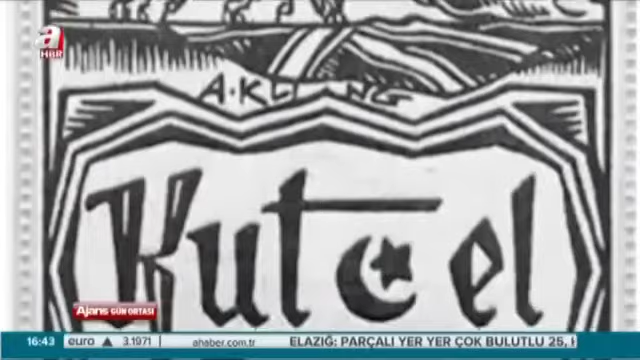 a
HBR
A.KLING
Kut el
Ajans GÜN ORTASI
16:43 euro ▲ 3.1971 ahaber.com.tr ELAZIĞ: PARÇALI YER YER ÇOK BULUTLU 25,